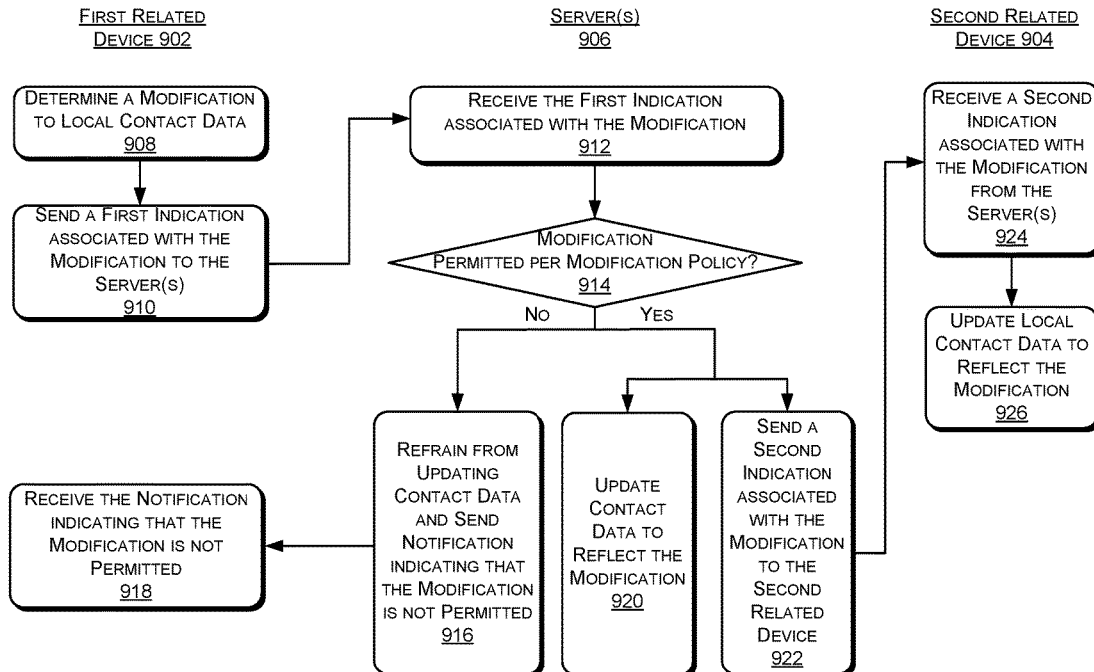 FIRST RELATED
DEVICE 902
SERVER(S)
906
SECOND RELATED
DEVICE 904
DETERMINE A MODIFICATION
TO LOCAL CONTACT DATA
908
SEND A FIRST INDICATION
ASSOCIATED WITH THE
MODIFICATION TO THE
SERVER(S)
910
RECEIVE THE FIRST INDICATION
ASSOCIATED WITH THE MODIFICATION
912
MODIFICATION
PERMITTED PER MODIFICATION POLICY?
914
NO
YES
REFRAIN FROM
UPDATING
CONTACT DATA
AND SEND
NOTIFICATION
INDICATING THAT
THE MODIFICATION
IS NOT PERMITTED
916
RECEIVE THE NOTIFICATION
INDICATING THAT THE
MODIFICATION IS NOT
PERMITTED
918
UPDATE
CONTACT
DATA TO
REFLECT THE
MODIFICATION
920
SEND A
SECOND
INDICATION
ASSOCIATED
WITH THE
MODIFICATION
TO THE
SECOND
RELATED
DEVICE
922
RECEIVE A SECOND
INDICATION
ASSOCIATED WITH
THE MODIFICATION
FROM THE
SERVER(S)
924
UPDATE LOCAL
CONTACT DATA TO
REFLECT THE
MODIFICATION
926